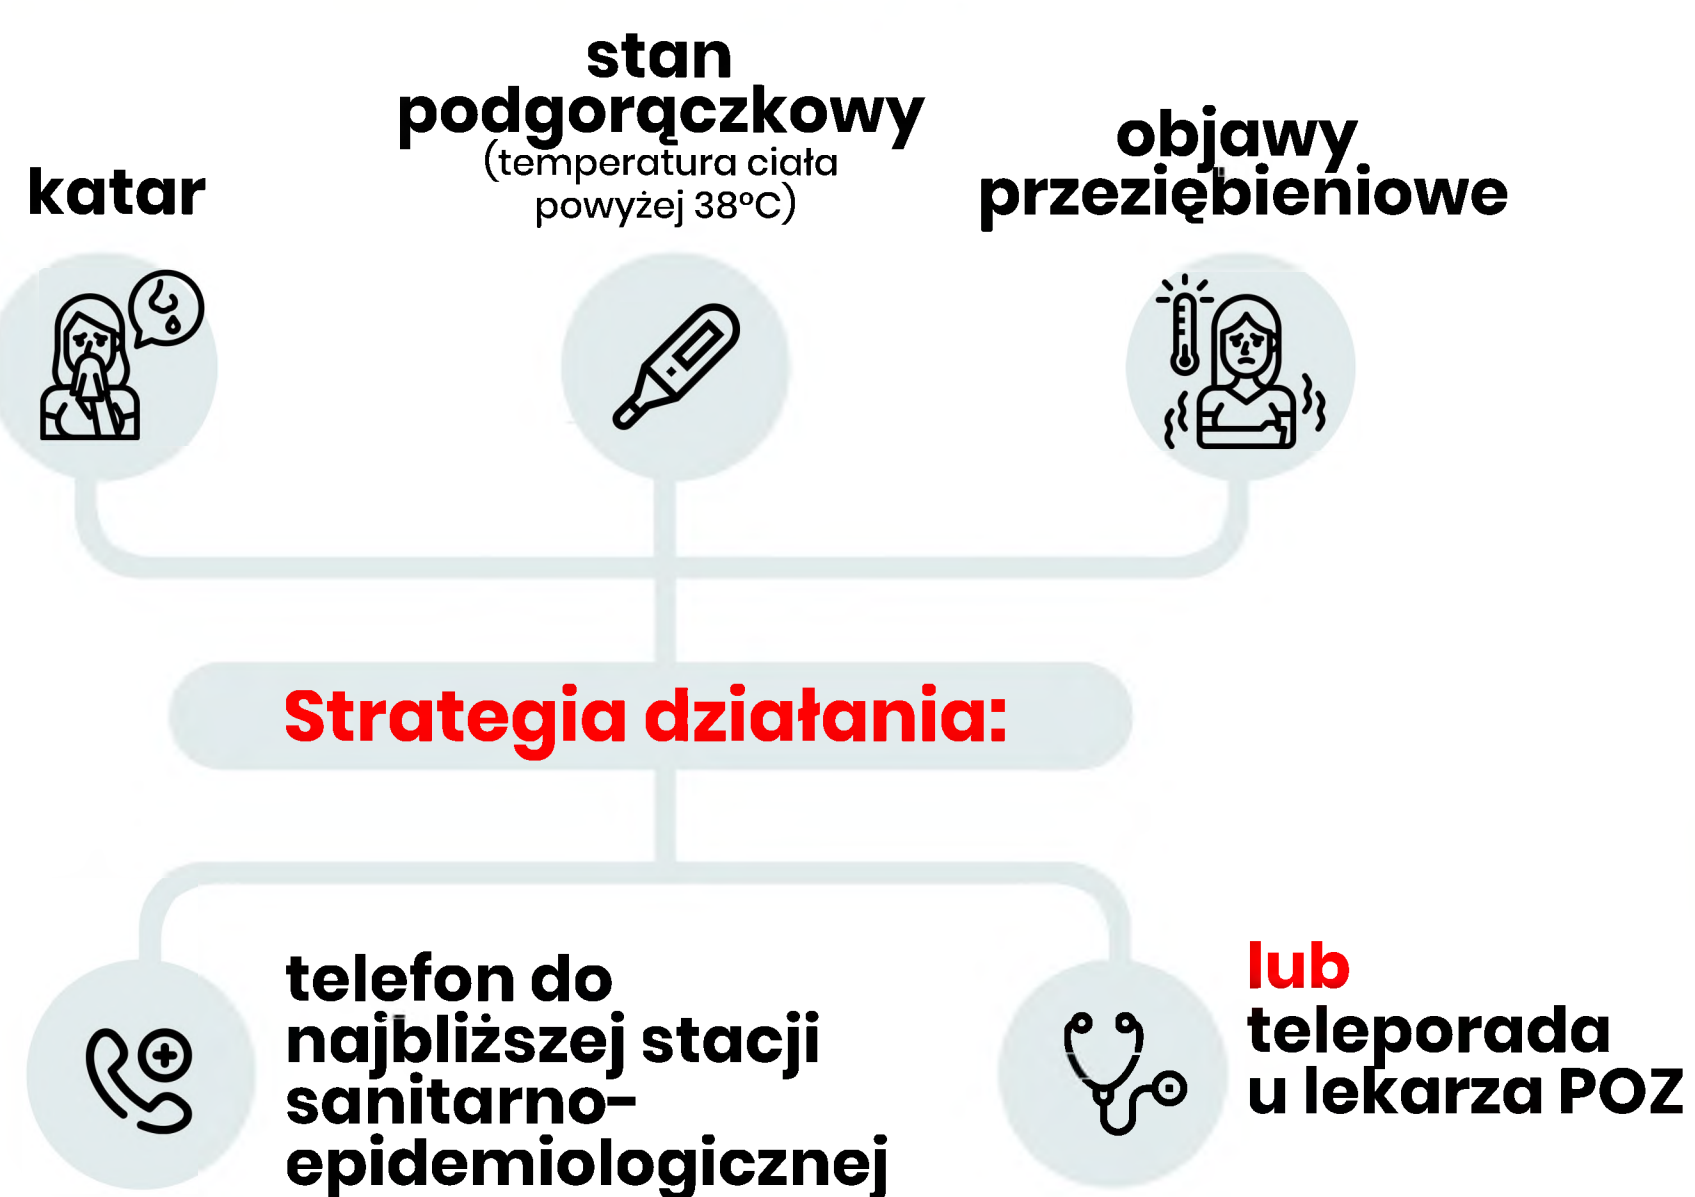 katar
stan
podgorączkowy
(temperatura ciała
powyżej 38°C)
objawy
przeziębieniowe
Strategia działania:
telefon do
najbliższej stacji
sanitarno-
epidemiologicznej
lub
teleporada
u lekarza POZ